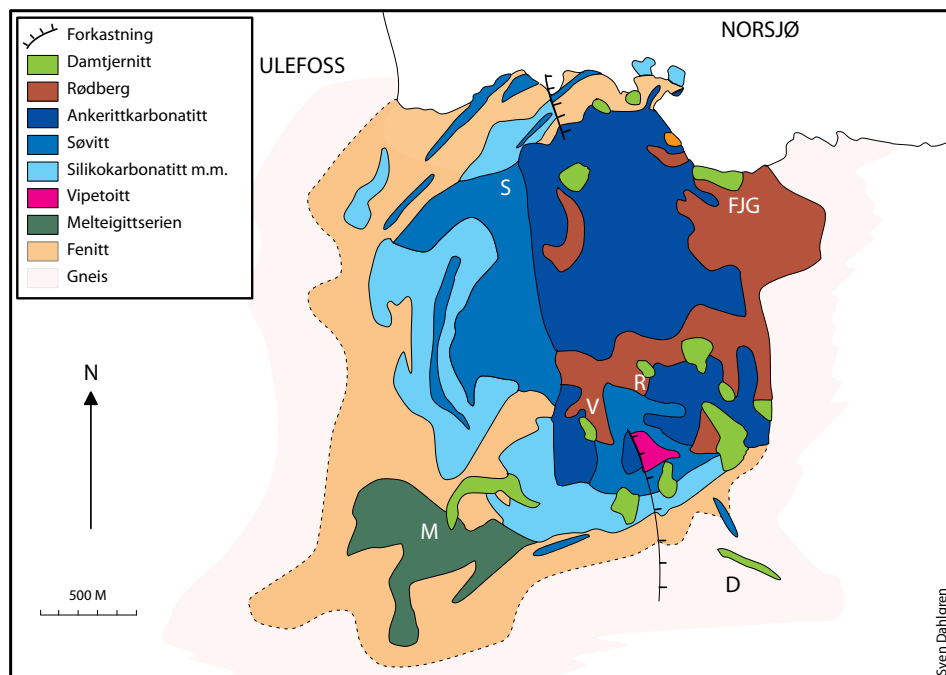 Forkastning
Damtjernitt
Rødberg
Ankerittkarbonatitt
Søvitt
Silikokarbonatitt m.m.
Vipetoitt
Melteigittserien
Fenitt
Gneis
ULEFOSS
NORSJØ
S
FJG
R
V
M
D
N
500 M
Sven Dahlgren